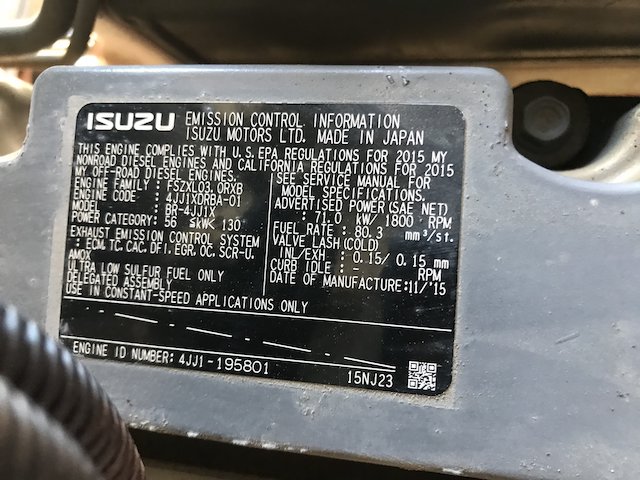 ISUZU EMISSION CONTROL INFORMATION
ISUZU MOTORS LTD. MADE IN JAPAN
THIS ENGINE COMPLIES WITH U.S.EPA REGULATIONS FOR 2015 MY
NONROAD DIESEL ENGINES AND CALIFORNIA REGULATIONS FOR 2015
MY OFF-ROAD DIESEL ENGINES.
ENGINE FAMILY : FSZXL03.0RXB
ENGINE CODE : 4JJ1XDRBA-01
MODEL : BR-4JJ1X
POWER CATEGORY: 56 ≤kW< 130
EXHAUST EMISSION CONTROL SYSTEM
: ECM, TC, CAC, DFI, EGR, OC, SCR-U,
AMOX
ULTRA LOW SULFUR FUEL ONLY
DELEGATED ASSEMBLY
USE IN CONSTANT-SPEED APPLICATIONS ONLY
SEE SERVICE MANUAL FOR
MODEL SPECIFICATIONS.
ADVERTISED POWER(SAE NET)
: 71.0 kW/ 1800 RPM
FUEL RATE : 80.3 mm³/st.
VALVE LASH(COLD)
INL/EXH : 0.15/ 0.15 mm
CURB IDLE : - RPM
DATE OF MANUFACTURE:11/'15
ENGINE ID NUMBER: 4JJ1-195801
15NJ23